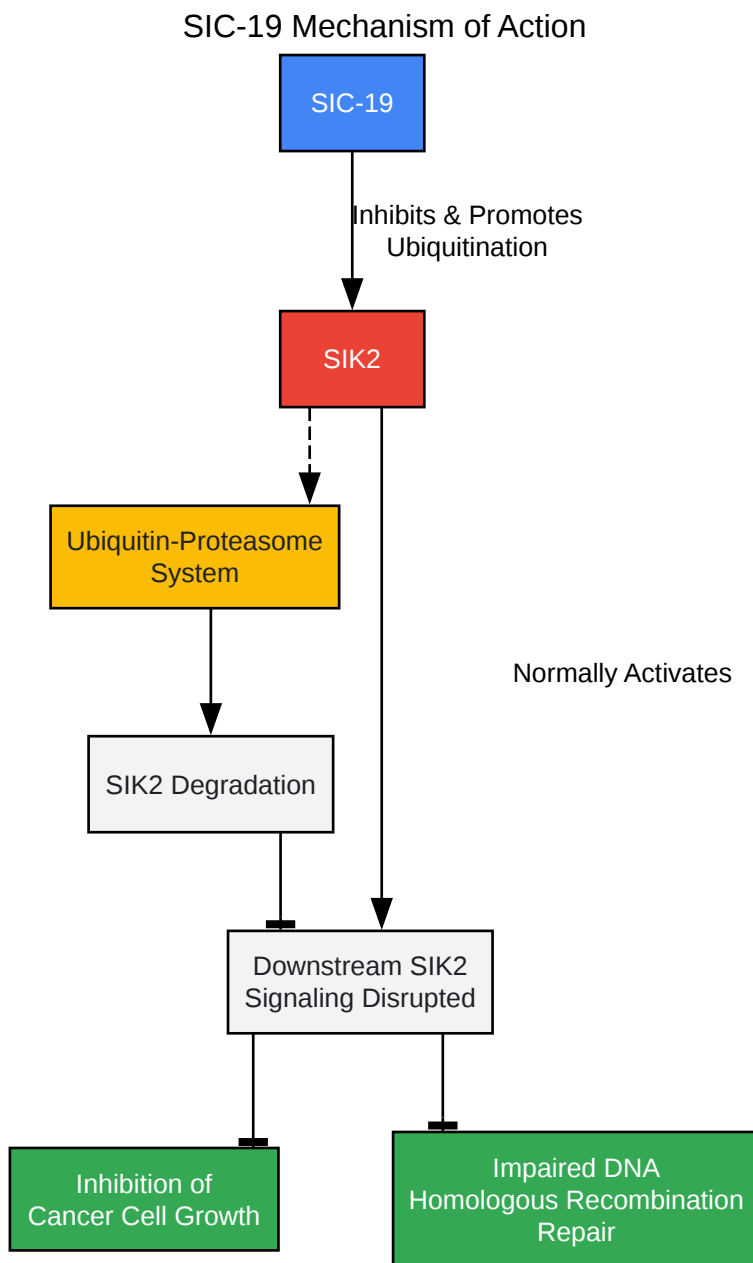 SIC-19 Mechanism of Action
SIC-19
Inhibits & Promotes
Ubiquitination
SIK2
Ubiquitin-Proteasome
System
Normally Activates
SIK2 Degradation
Downstream SIK2
Signaling Disrupted
Inhibition of
Cancer Cell Growth
Impaired DNA
Homologous Recombination
Repair